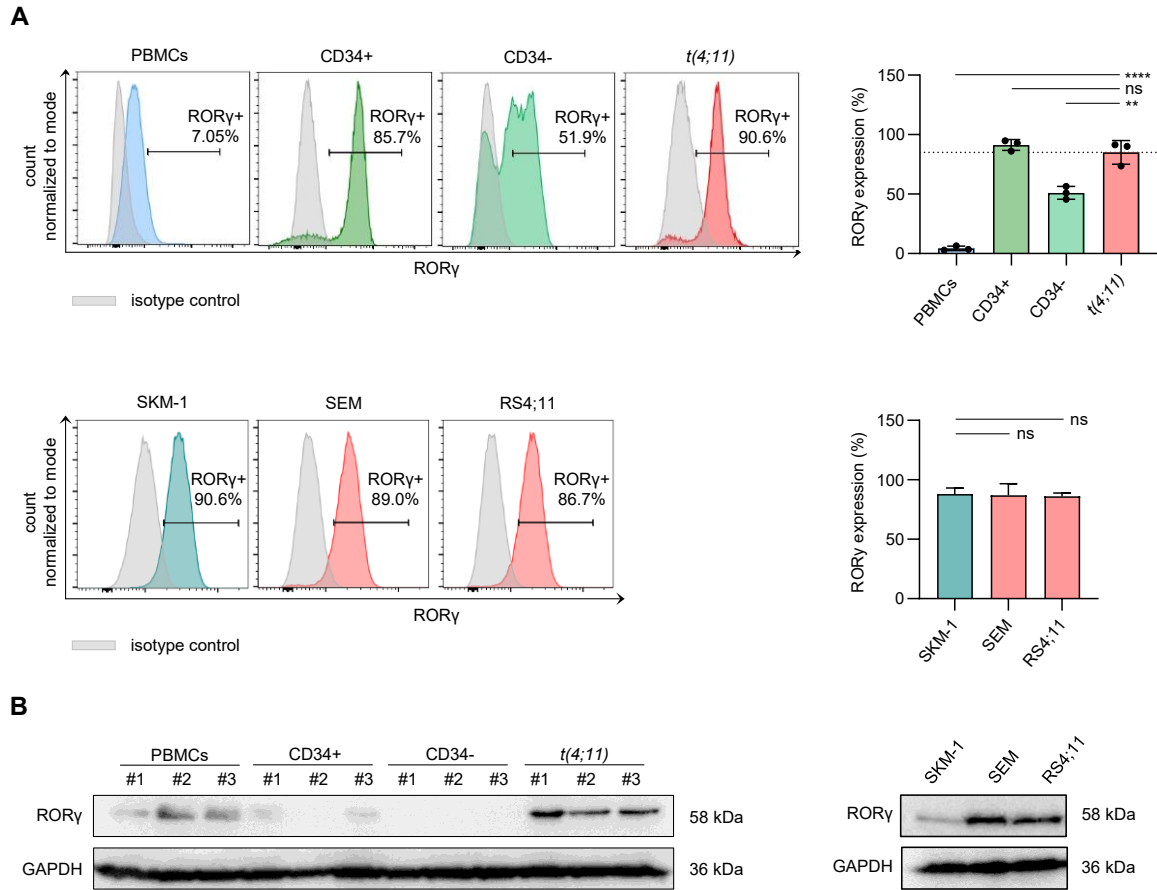 A
PBMCs
CD34+
CD34-
t(4;11)
count
normalized to mode
RORγ+
7.05%
RORγ+
85.7%
RORγ+
51.9%
RORγ+
90.6%
RORγ
isotype control
RORγ expression (%)
150
100
50
0
****
ns
**
PBMCs
CD34+
CD34-
t(4;11)
SKM-1
SEM
RS4;11
count
normalized to mode
RORγ+
90.6%
RORγ+
89.0%
RORγ+
86.7%
RORγ
isotype control
RORγ expression (%)
150
100
50
0
ns
ns
SKM-1
SEM
RS4;11
B
PBMCs CD34+ CD34- t(4;11)
#1 #2 #3 #1 #2 #3 #1 #2 #3 #1 #2 #3
RORγ 58 kDa
GAPDH 36 kDa
SKM-1 SEM RS4;11
RORγ 58 kDa
GAPDH 36 kDa